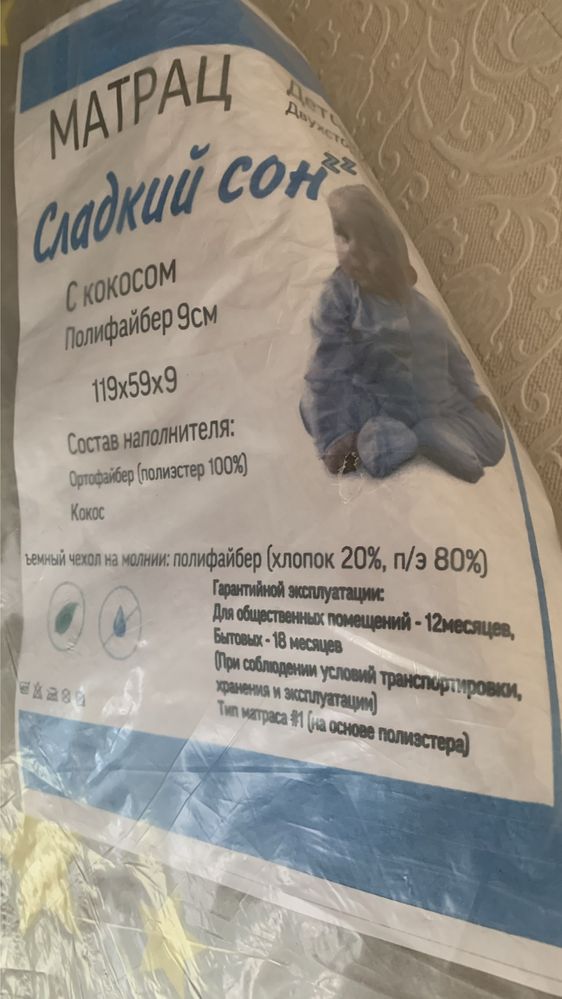 МАТРАЦ
Сладкий сон zz
С кокосом
Полифайбер 9см
119х59х9
Состав наполнителя:
Ортофайбер (полиэстер 100%)
Кокос
ъемный чехол на молнии: полифайбер (хлопок 20%, п/э 80%)
Гарантийной эксплуатации:
Для общественных помещений - 12месяцев,
Бытовых - 18 месяцев
(При соблюдении условий транспортировки,
хранения и эксплуатации)
Тип матраса #1 (на основе полиэстера)